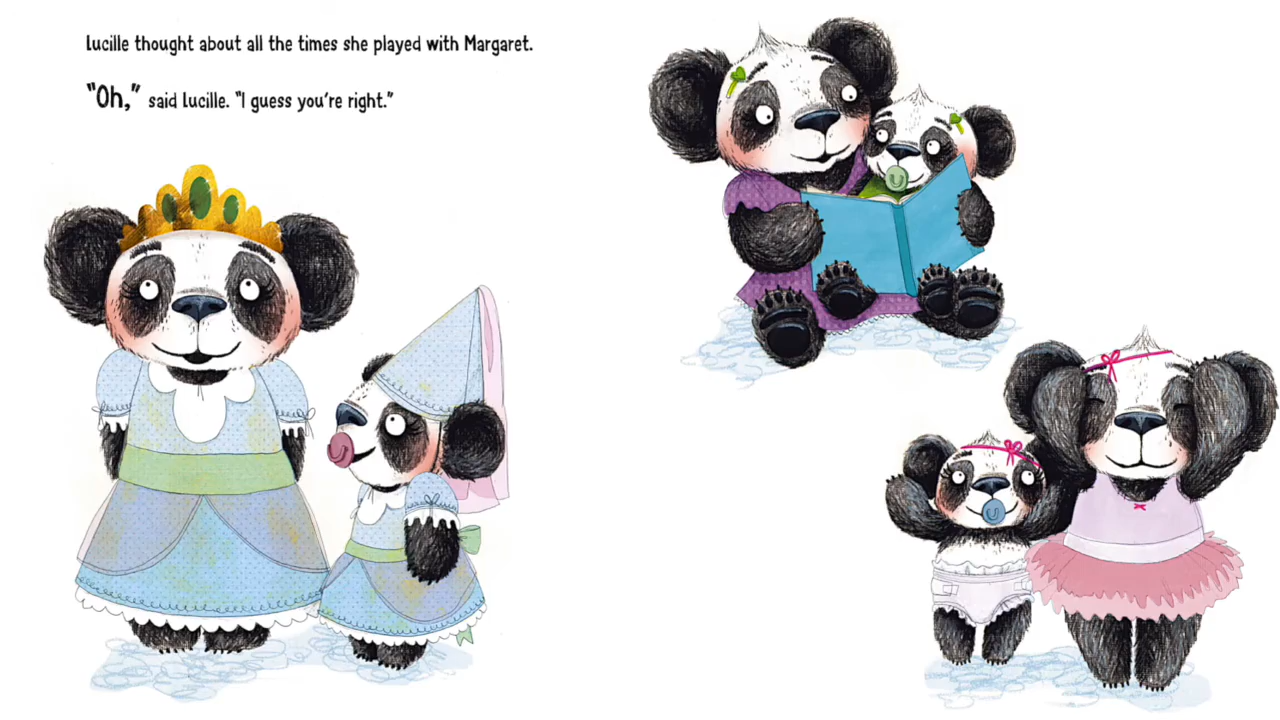 Lucille thought about all the times she played with Margaret.
"Oh," said Lucille. "I guess you're right."